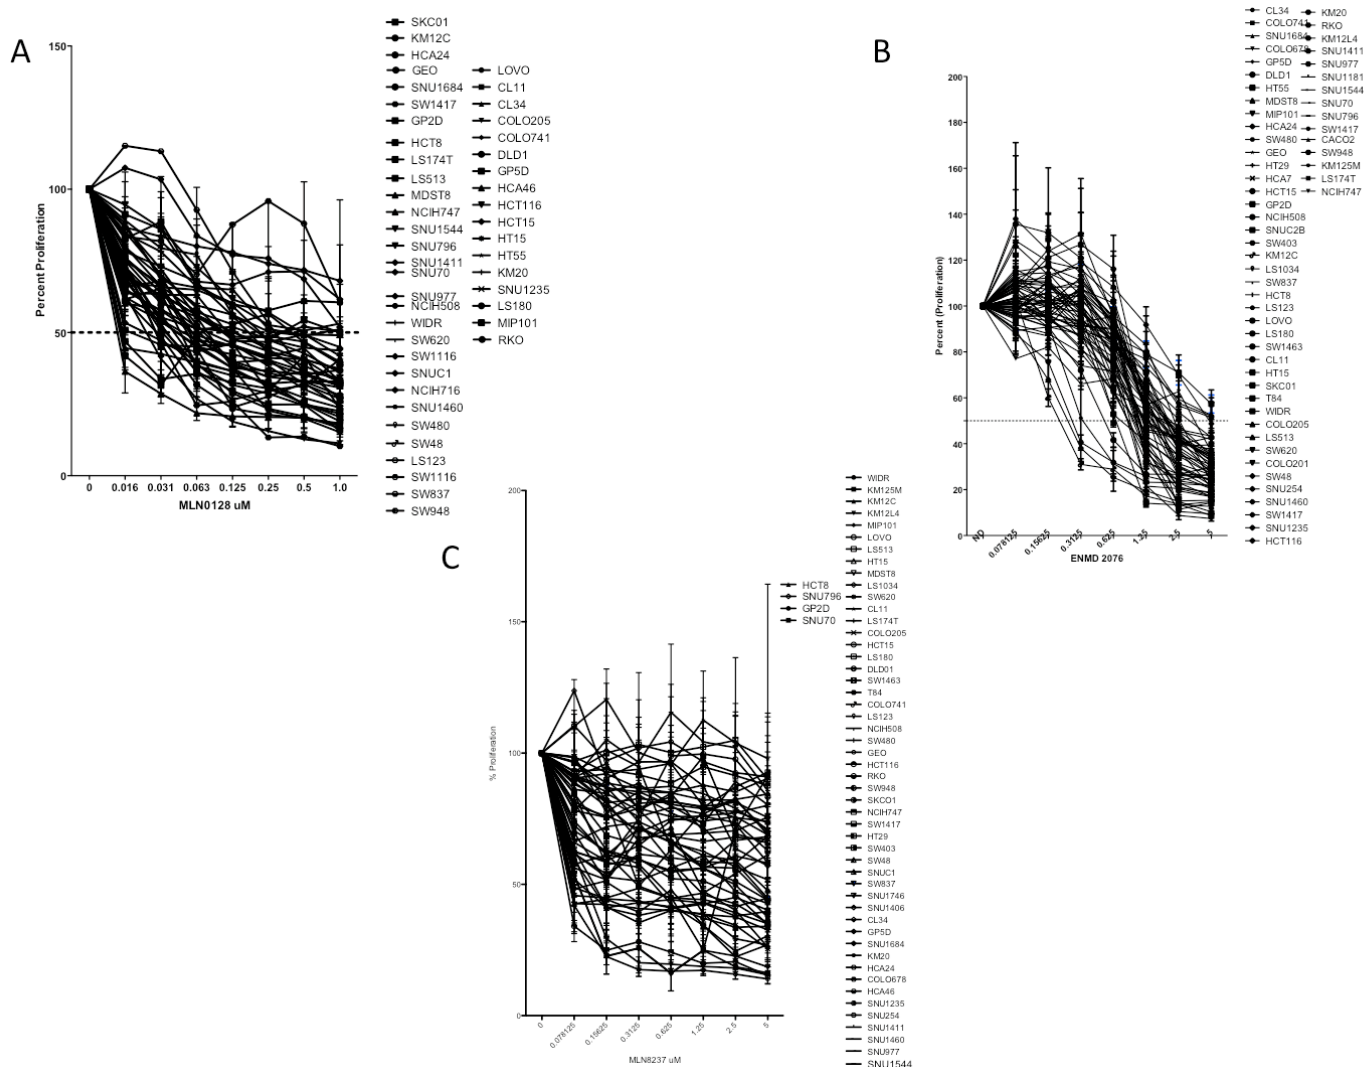 A
150
100
50
0
Percent Proliferation
0 0.016 0.031 0.063 0.125 0.25 0.5 1.0
MLN0128 uM
SKC01
KM12C
HCA24
GEO
SNU1684
SW1417
GP2D
HCT8
LS174T
LS513
MDST8
NCIH747
SNU1544
SNU796
SNU1411
SNU70
SNU977
NCIH508
WIDR
SW620
SW1116
SNUC1
NCIH716
SNU1460
SW480
SW48
LS123
SW1116
SW837
SW948
LOVO
CL11
CL34
COLO205
COLO741
DLD1
GP5D
HCA46
HCT116
HCT15
HT15
HT55
KM20
SNU1235
LS180
MIP101
RKO
B
200
180
160
140
120
100
80
60
40
20
0
Percent (Proliferation)
ND 0.078125 0.15625 0.3125 0.625 1.25 2.5 5
ENMD 2076
CL34
COLO741
SNU1684
COLO678
GP5D
DLD1
HT55
MDST8
MIP101
HCA24
SW480
GEO
HT29
HCA7
HCT15
GP2D
NCIH508
SNUC2B
SW403
KM12C
LS1034
SW837
HCT8
LS123
LOVO
LS180
SW1463
CL11
HT15
SKC01
T84
WIDR
COLO205
LS513
SW620
COLO201
SW48
SNU254
SNU1460
SW1417
SNU1235
HCT116
KM20
RKO
KM12L4
SNU1411
SNU977
SNU1181
SNU1544
SNU70
SNU796
SW1417
CACO2
SW948
KM125M
LS174T
NCIH747
C
200
150
100
50
0
% Proliferation
0 0.078125 0.15625 0.3125 0.625 1.25 2.5 5
MLN8237 uM
HCT8
SNU796
GP2D
SNU70
WIDR
KM125M
KM12C
KM12L4
MIP101
LOVO
LS513
HT15
MDST8
LS1034
SW620
CL11
LS174T
COLO205
HCT15
LS180
DLD01
SW1463
T84
COLO741
LS123
NCIH508
SW480
GEO
HCT116
RKO
SW948
SKCO1
NCIH747
SW1417
HT29
SW403
SW48
SNUC1
SW837
SNU1746
SNU1406
CL34
GP5D
SNU1684
KM20
HCA24
COLO678
HCA46
SNU1235
SNU254
SNU1411
SNU1460
SNU977
SNU1544